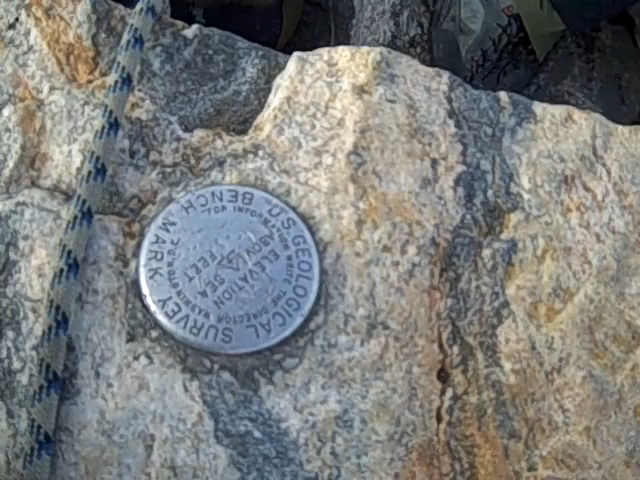 U.S. GEOLOGICAL SURVEY
BENCH MARK
FOR INFORMATION WRITE THE DIRECTOR
ELEVATION
ABOVE SEA
FEET